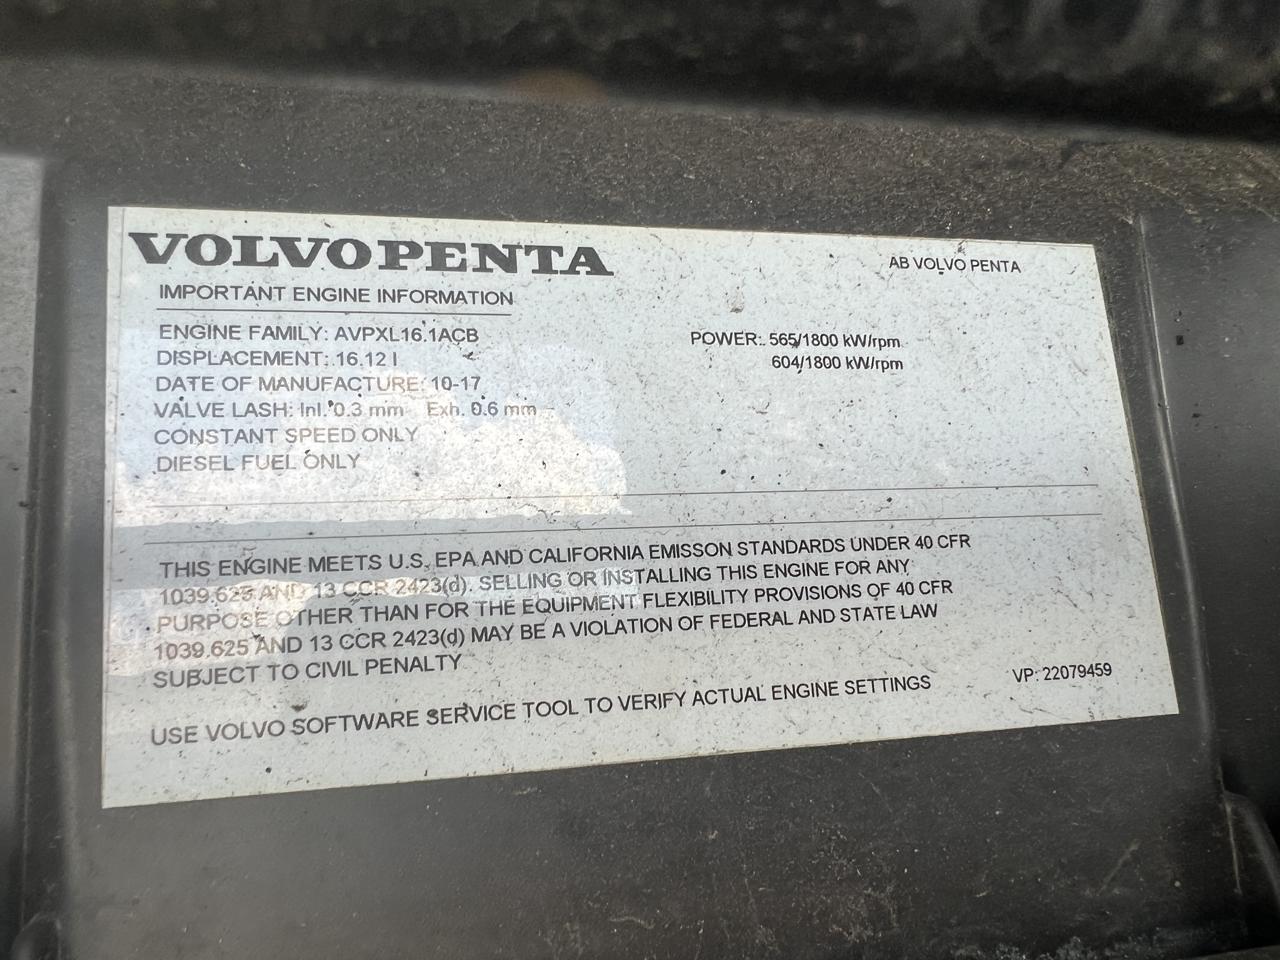 VOLVO PENTA
AB VOLVO PENTA
IMPORTANT ENGINE INFORMATION
ENGINE FAMILY: AVPXL16.1ACB
DISPLACEMENT: 16.12 l
DATE OF MANUFACTURE: 10-17
VALVE LASH: Inl. 0.3 mm Exh. 0.6 mm
CONSTANT SPEED ONLY
DIESEL FUEL ONLY
POWER: 565/1800 kW/rpm
604/1800 kW/rpm
THIS ENGINE MEETS U.S. EPA AND CALIFORNIA EMISSON STANDARDS UNDER 40 CFR
1039.625 AND 13 CCR 2423(d). SELLING OR INSTALLING THIS ENGINE FOR ANY
PURPOSE OTHER THAN FOR THE EQUIPMENT FLEXIBILITY PROVISIONS OF 40 CFR
1039.625 AND 13 CCR 2423(d) MAY BE A VIOLATION OF FEDERAL AND STATE LAW
SUBJECT TO CIVIL PENALTY
USE VOLVO SOFTWARE SERVICE TOOL TO VERIFY ACTUAL ENGINE SETTINGS
VP: 22079459